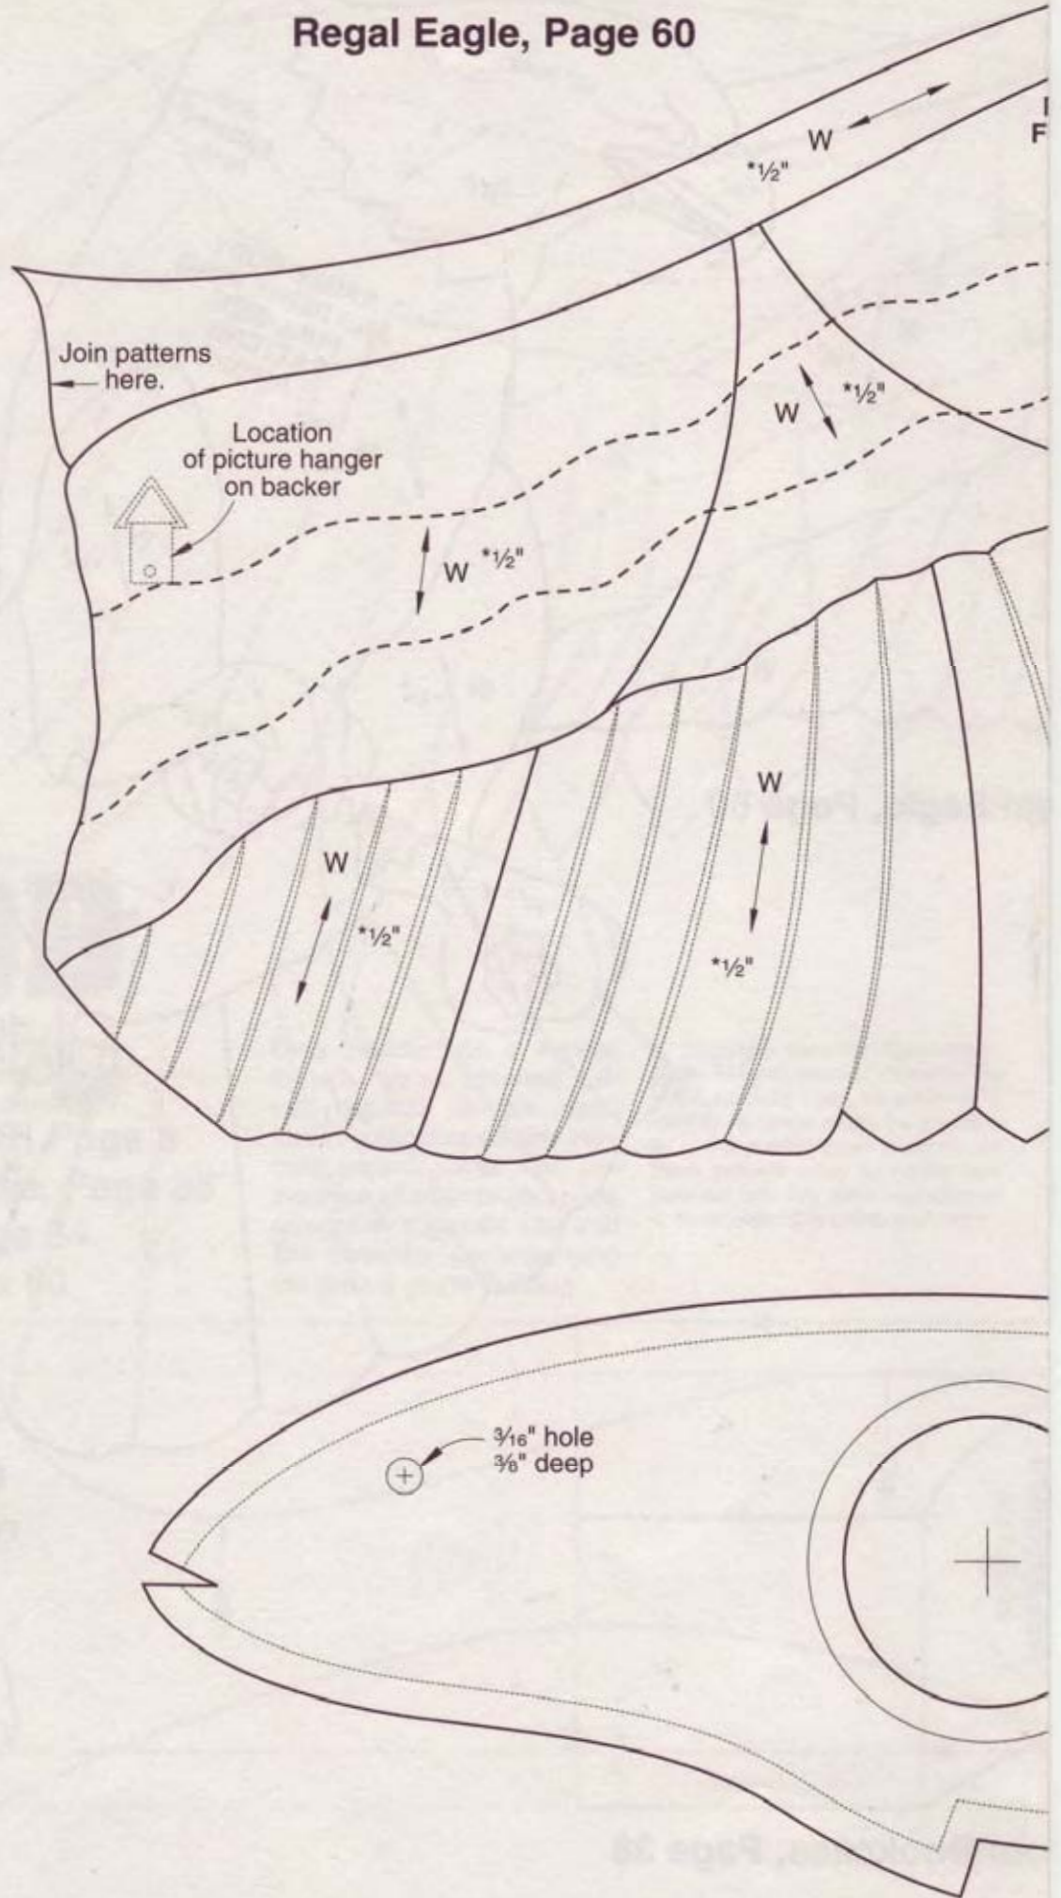 Regal Eagle, Page 60
W
*½"
F
Join patterns
here.
Location
of picture hanger
on backer
W
*½"
W *½"
W
*½"
W
*½"
3/16" hole
3/8" deep